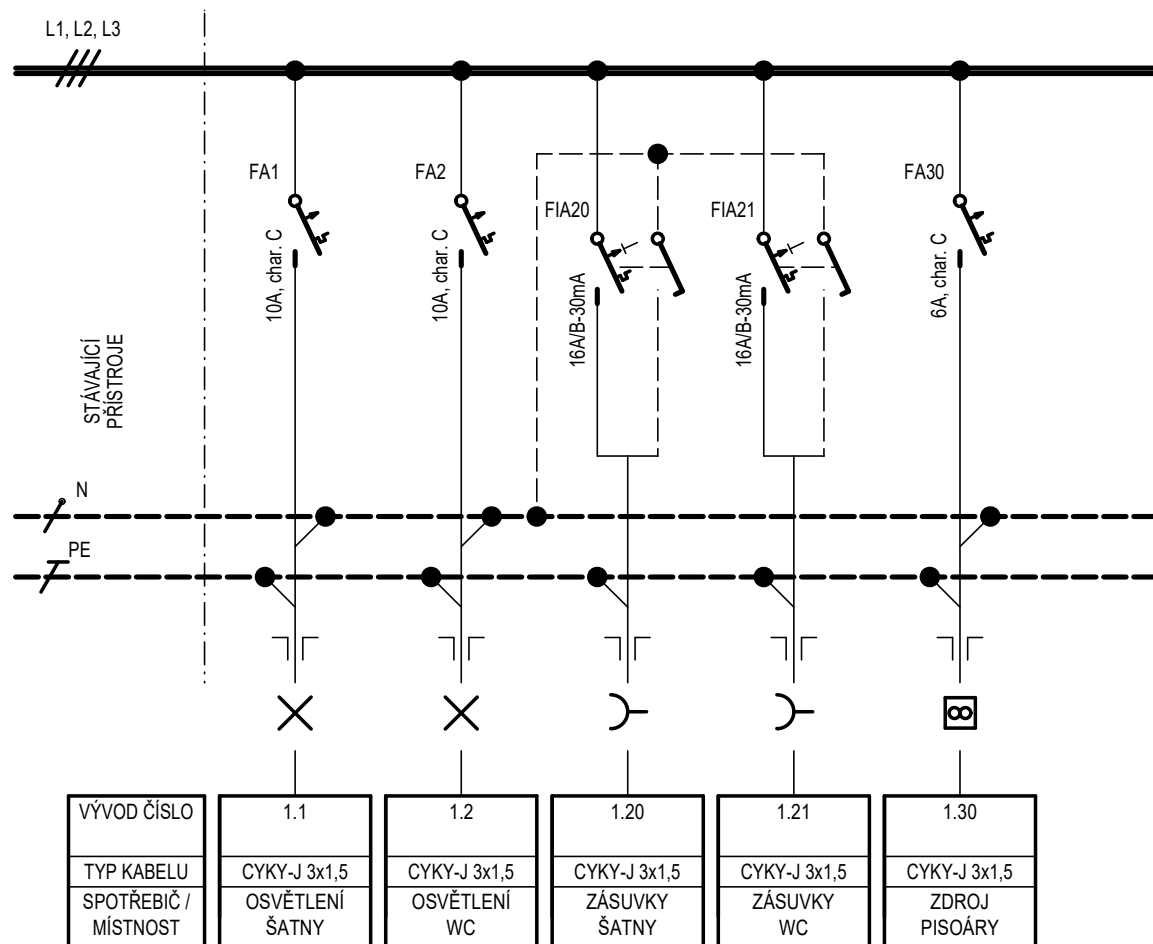 L1, L2, L3
FA1
10A, char. C
FA2
10A, char. C
FIA20
16A/B-30mA
FIA21
16A/B-30mA
FA30
6A, char. C
STÁVAJÍCÍ
PŘÍSTROJE
N
PE
VÝVOD ČÍSLO 1.1 1.2 1.20 1.21 1.30
TYP KABELU CYKY-J 3x1,5 CYKY-J 3x1,5 CYKY-J 3x1,5 CYKY-J 3x1,5 CYKY-J 3x1,5
SPOTŘEBIČ / OSVĚTLENÍ OSVĚTLENÍ ZÁSUVKY ZÁSUVKY ZDROJ
MÍSTNOST ŠATNY WC ŠATNY WC PISOÁRY